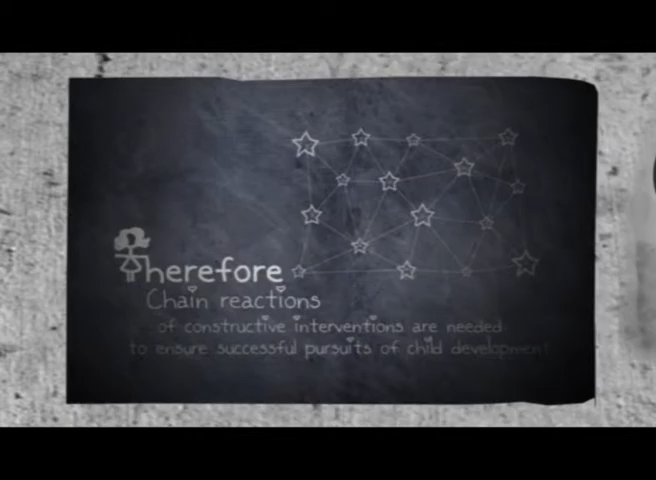 Therefore
Chain reactions
of constructive interventions are needed
to ensure successful pursuits of child development